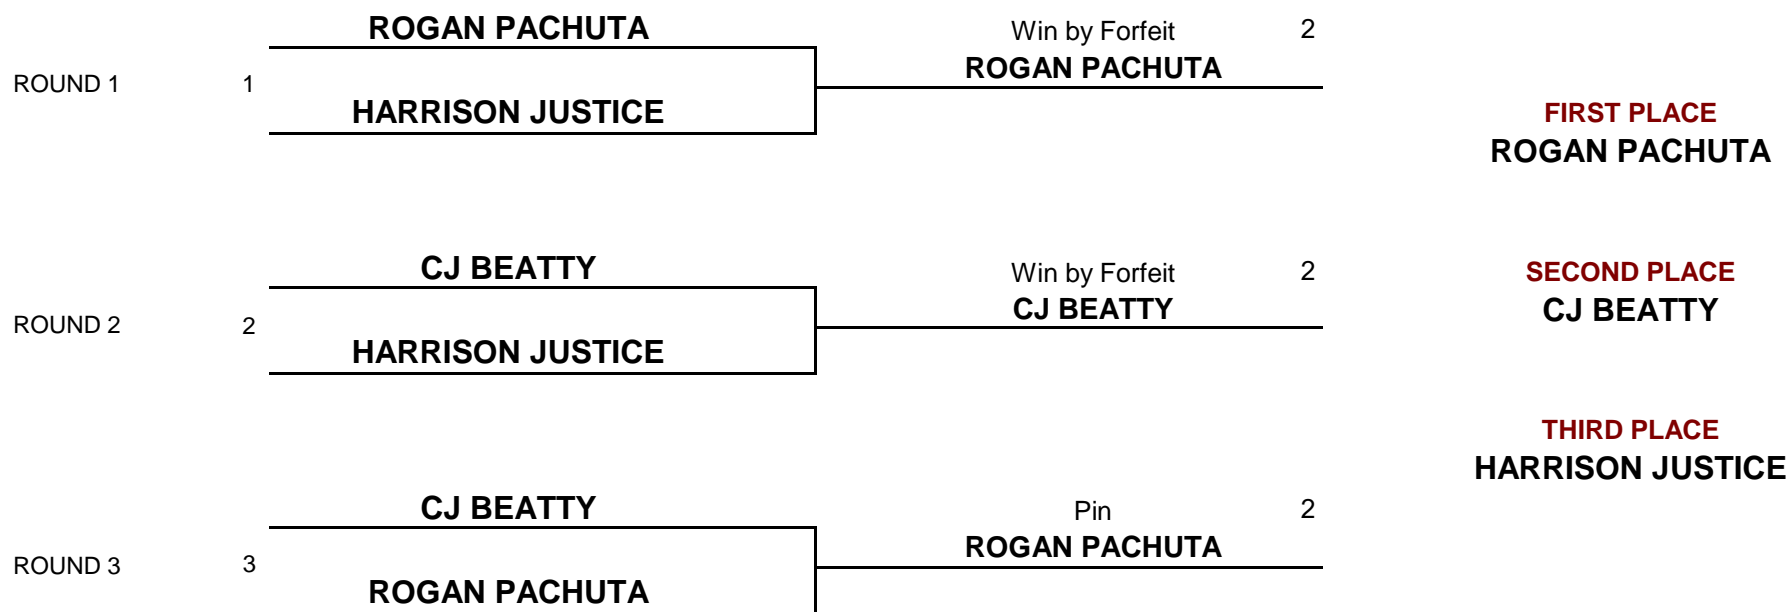 ROGAN PACHUTA
Win by Forfeit 2
ROGAN PACHUTA
ROUND 1 1
HARRISON JUSTICE
FIRST PLACE
ROGAN PACHUTA
CJ BEATTY
Win by Forfeit 2
SECOND PLACE
CJ BEATTY
CJ BEATTY
ROUND 2 2
HARRISON JUSTICE
THIRD PLACE
HARRISON JUSTICE
CJ BEATTY
Pin 2
ROGAN PACHUTA
ROUND 3 3
ROGAN PACHUTA